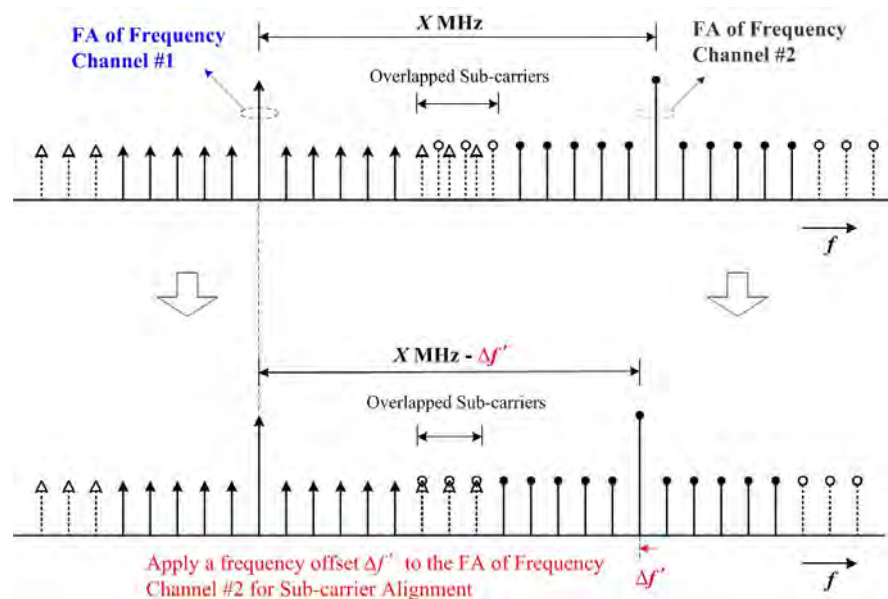 FA of Frequency
Channel #1
X MHz
FA of Frequency
Channel #2
Overlapped Sub-carriers
f
X MHz - Δf′
Overlapped Sub-carriers
Apply a frequency offset Δf′ to the FA of Frequency
Channel #2 for Sub-carrier Alignment
Δf′
f